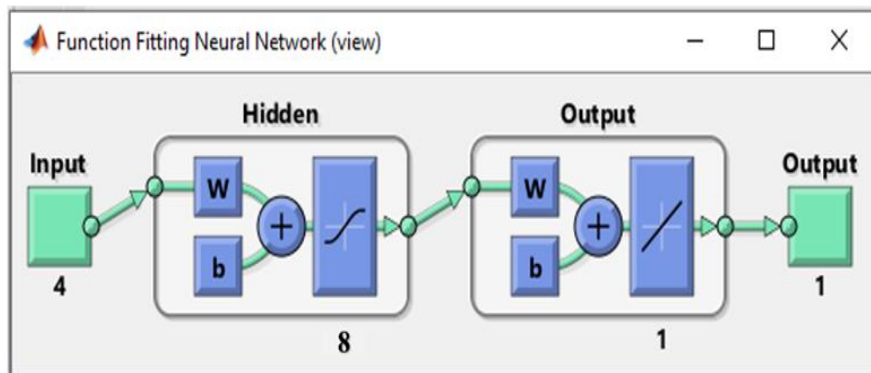 Function Fitting Neural Network (view)
Hidden Output
Input Output
W W
+ +
b b
4 1
8 1